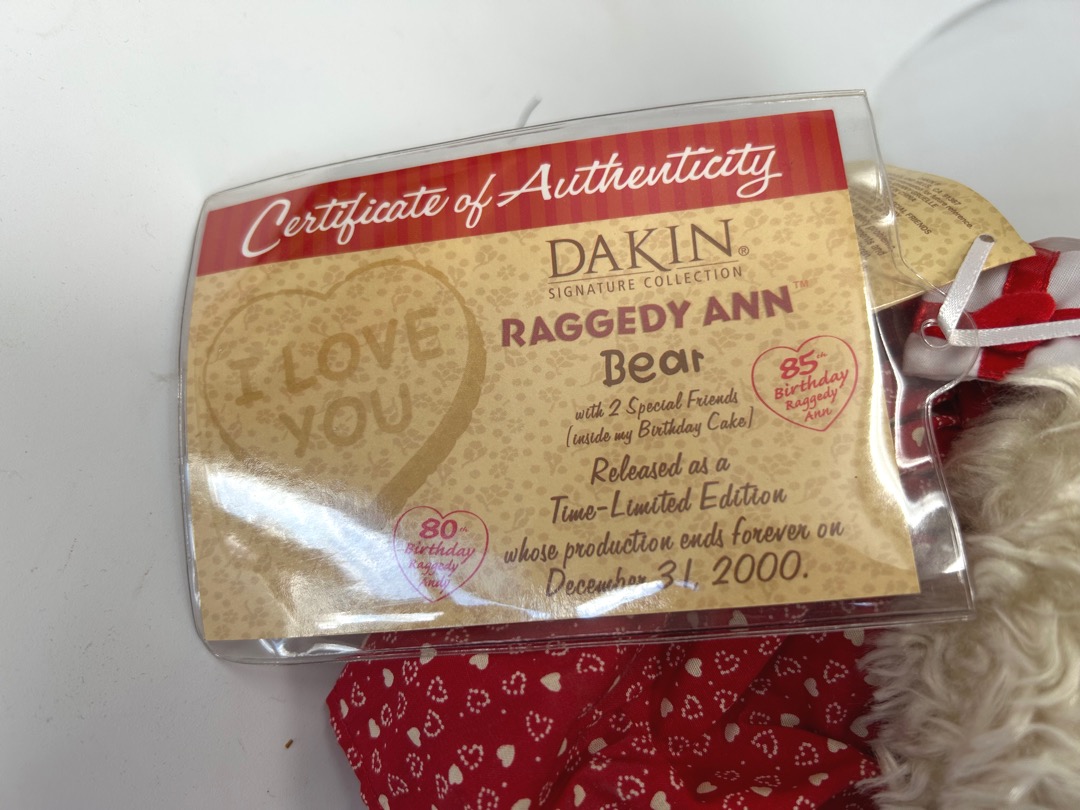 Certificate of Authenticity
I LOVE
YOU
DAKIN®
SIGNATURE COLLECTION
RAGGEDY ANN™
Bear
with 2 Special Friends
(inside my Birthday Cake)
85th
Birthday
Raggedy
Ann
Released as a
Time-Limited Edition
whose production ends forever on
December 31, 2000.
80th
Birthday
Raggedy
Andy